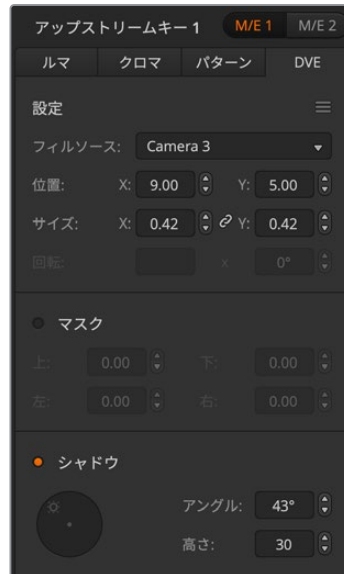 アップストリームキー 1 M/E 1 M/E 2
ルマ クロマ パターン DVE
設定
フィルソース: Camera 3
位置: X: 9.00 Y: 5.00
サイズ: X: 0.42 Y: 0.42
回転: x 0°
マスク
上: 0.00 下: 0.00
左: 0.00 右: 0.00
シャドウ
アングル: 43°
高さ: 30